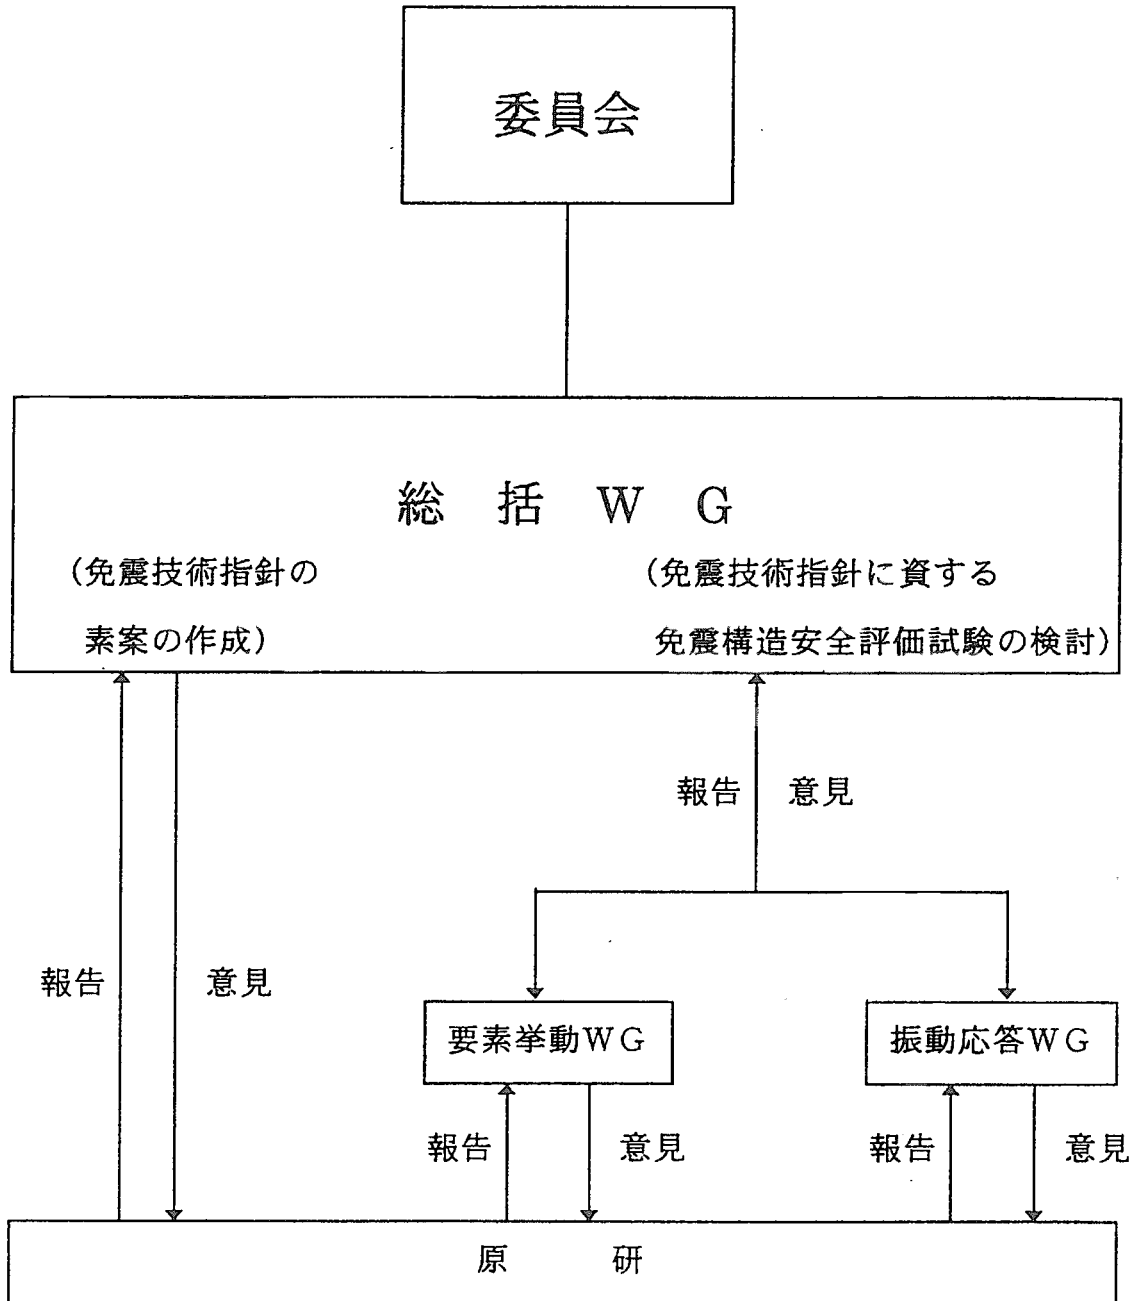 委員会
総 括 W G
(免震技術指針の
素案の作成)
(免震技術指針に資する
免震構造安全評価試験の検討)
報告 意見
報告 意見
要素挙動WG 振動応答WG
報告 意見 報告 意見
原 研